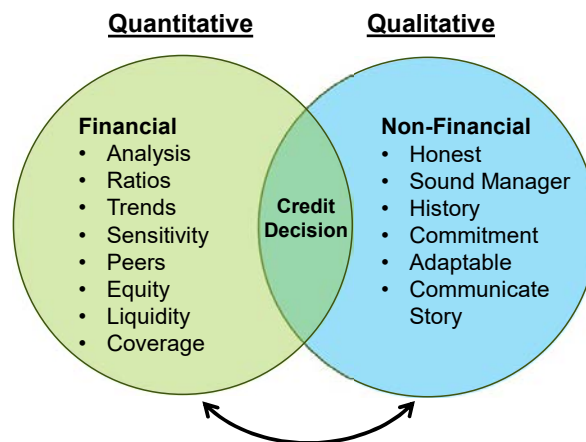 Quantitative
Qualitative
Financial
• Analysis
• Ratios
• Trends
• Sensitivity
• Peers
• Equity
• Liquidity
• Coverage
Credit
Decision
Non-Financial
• Honest
• Sound Manager
• History
• Commitment
• Adaptable
• Communicate
Story